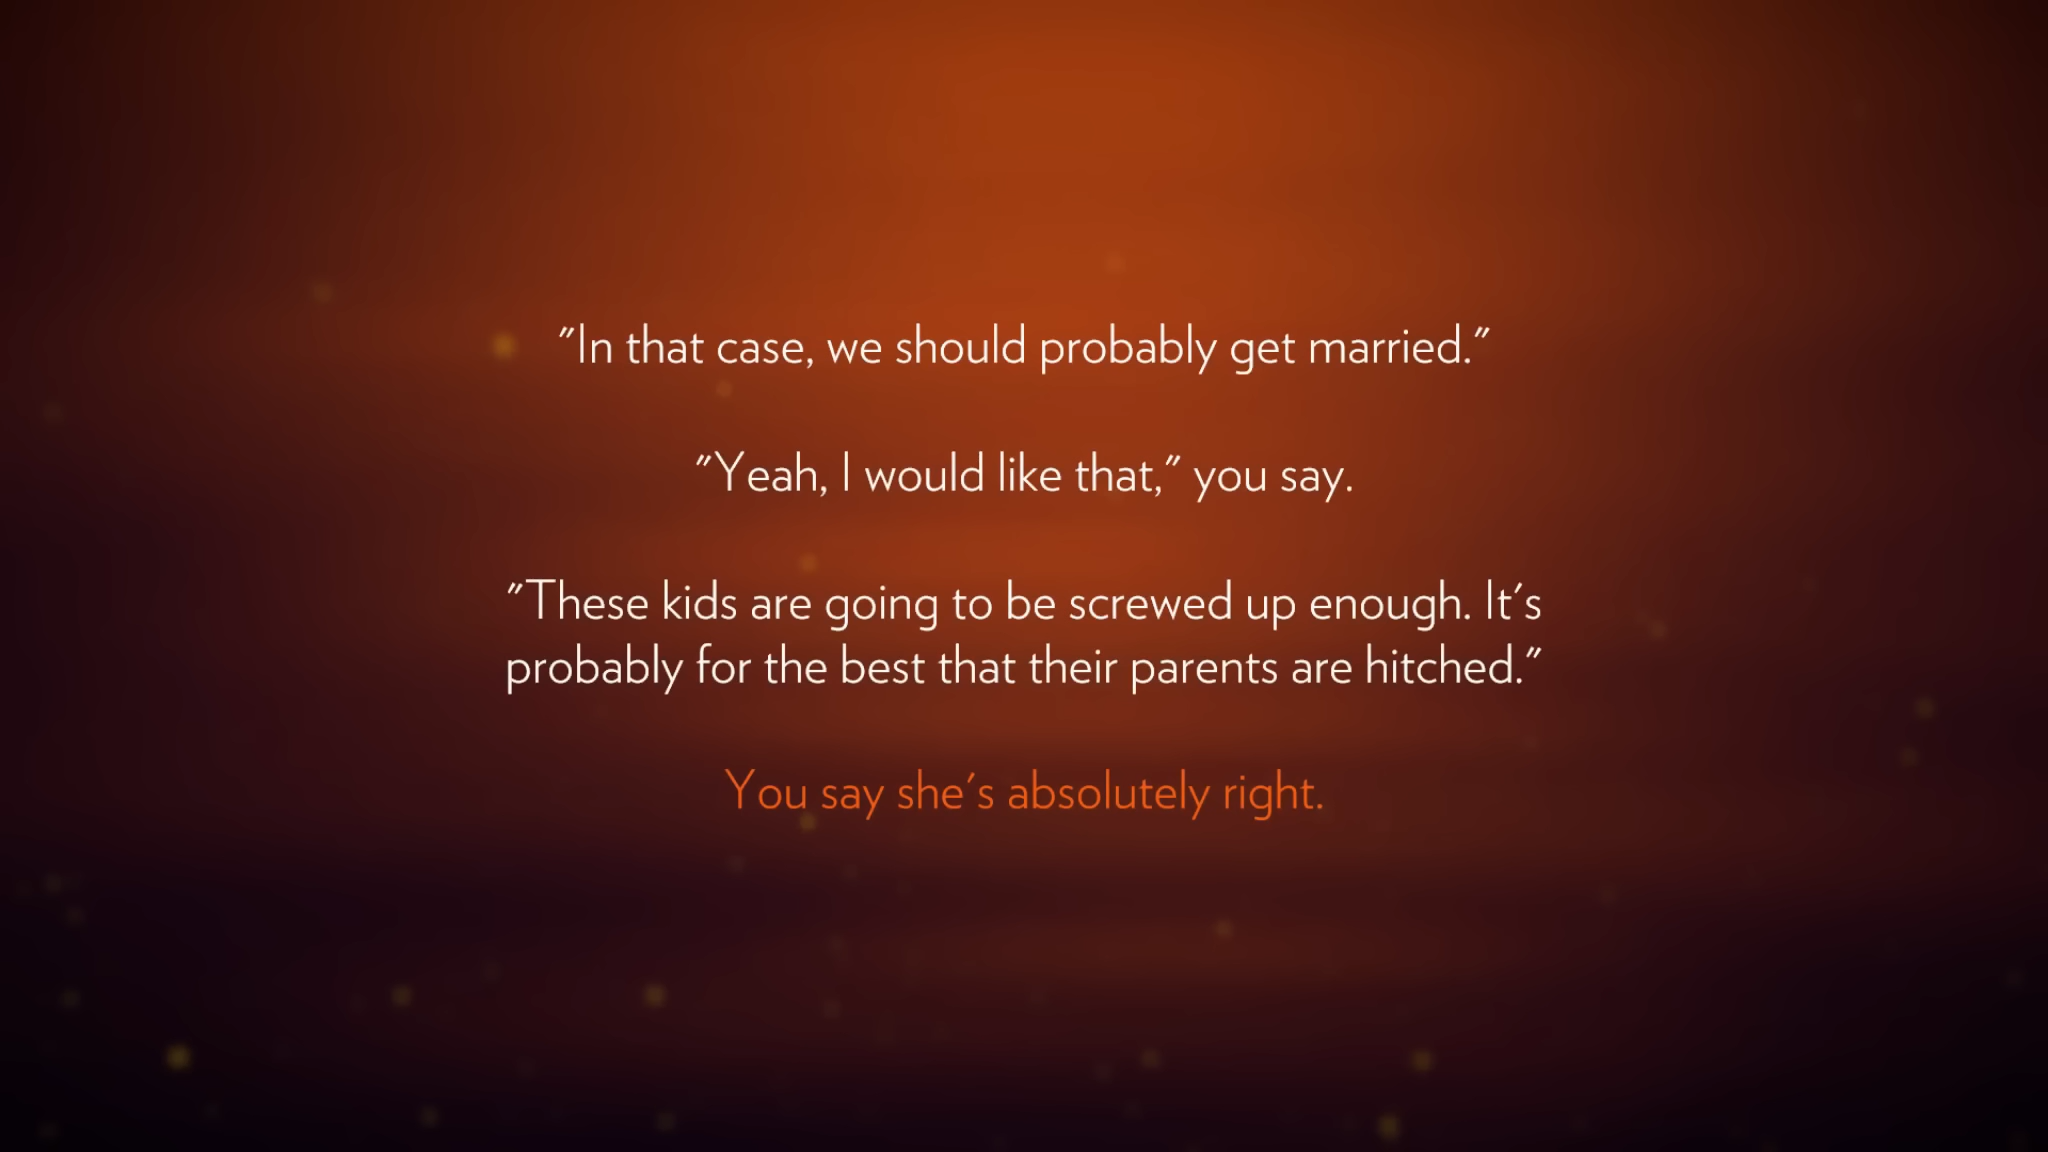 "In that case, we should probably get married."
"Yeah, I would like that," you say.
"These kids are going to be screwed up enough. It's
probably for the best that their parents are hitched."
You say she's absolutely right.